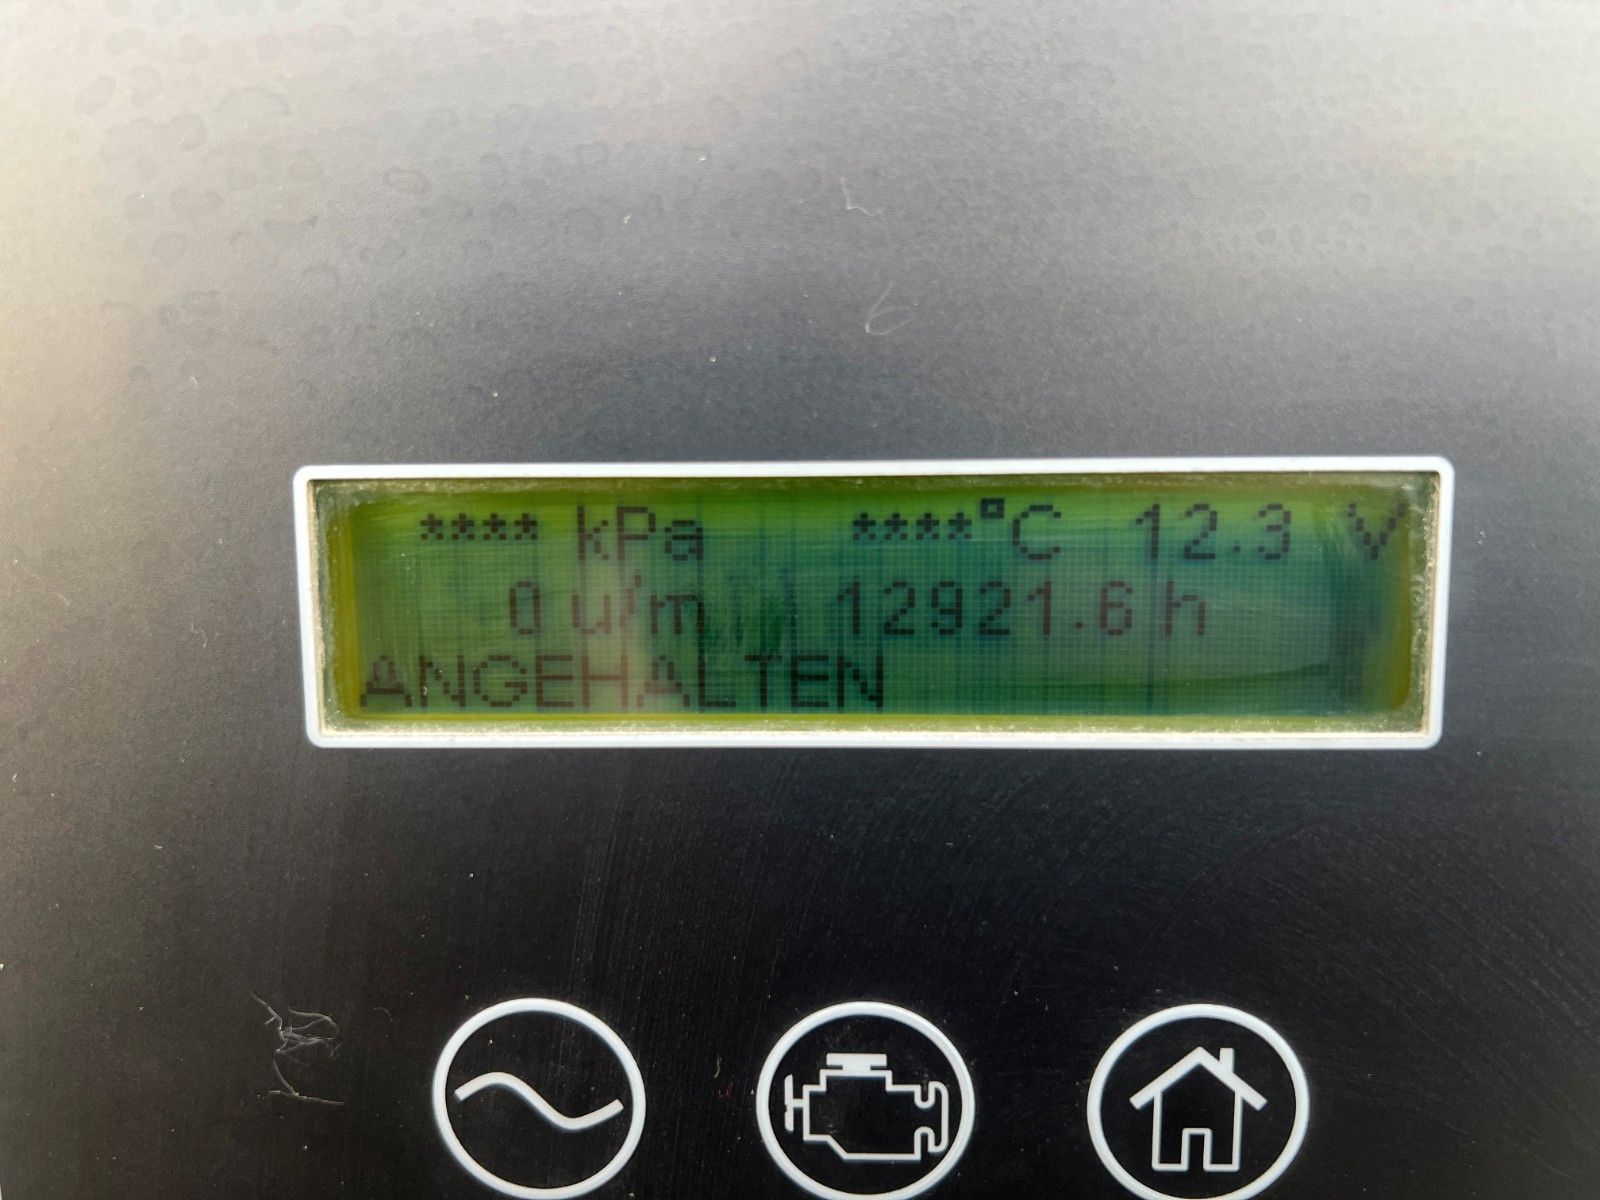 **** kPa ****°C 12.3 V
0 u/m 12921.6 h
ANGEHALTEN